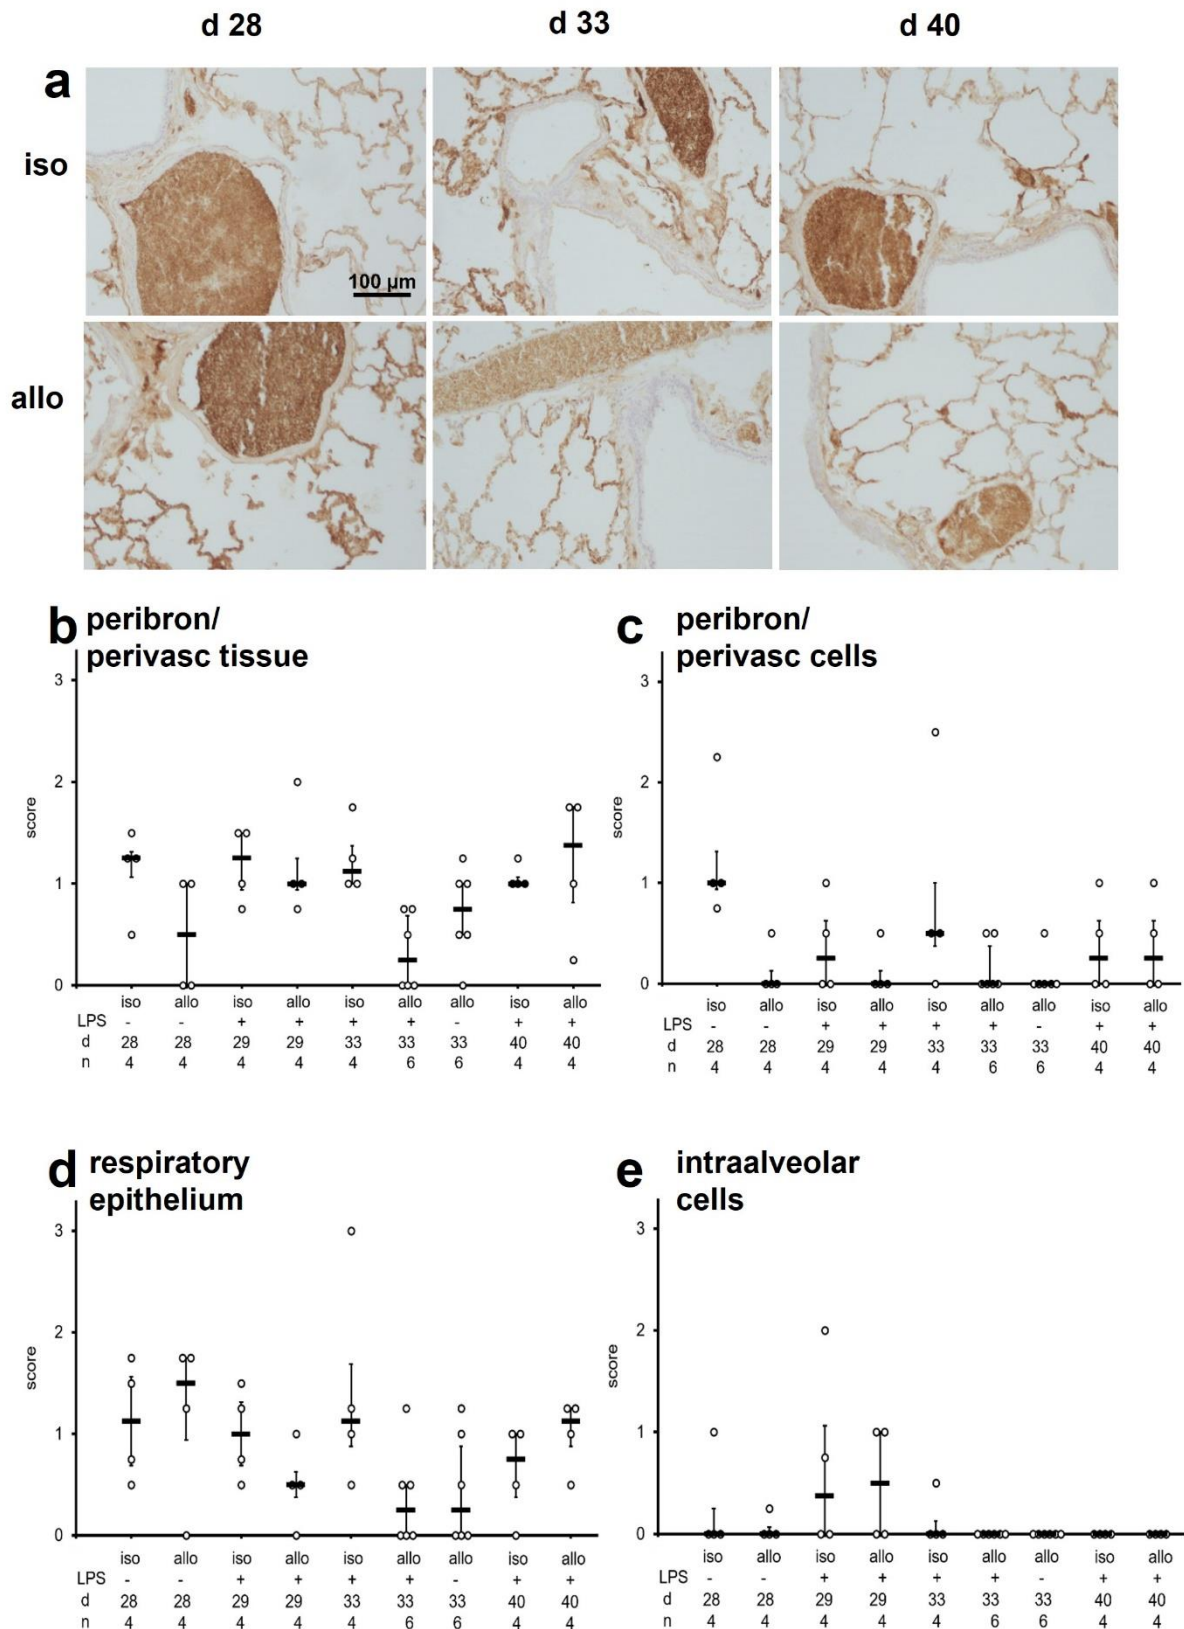 d 28 d 33 d 40
a
iso
100 µm
allo
b peribron/
perivasc tissue
3
2
score
1
0
iso allo iso allo iso allo allo iso allo
LPS - - + + + + - + +
d 28 28 29 29 33 33 33 40 40
n 4 4 4 4 4 6 6 4 4
c peribron/
perivasc cells
3
2
score
1
0
iso allo iso allo iso allo allo iso allo
LPS - - + + + + - + +
d 28 28 29 29 33 33 33 40 40
n 4 4 4 4 4 6 6 4 4
d respiratory
epithelium
3
2
score
1
0
iso allo iso allo iso allo allo iso allo
LPS - - + + + + - + +
d 28 28 29 29 33 33 33 40 40
n 4 4 4 4 4 6 6 4 4
e intraalveolar
cells
3
2
score
1
0
iso allo iso allo iso allo allo iso allo
LPS - - + + + + - + +
d 28 28 29 29 33 33 33 40 40
n 4 4 4 4 4 6 6 4 4